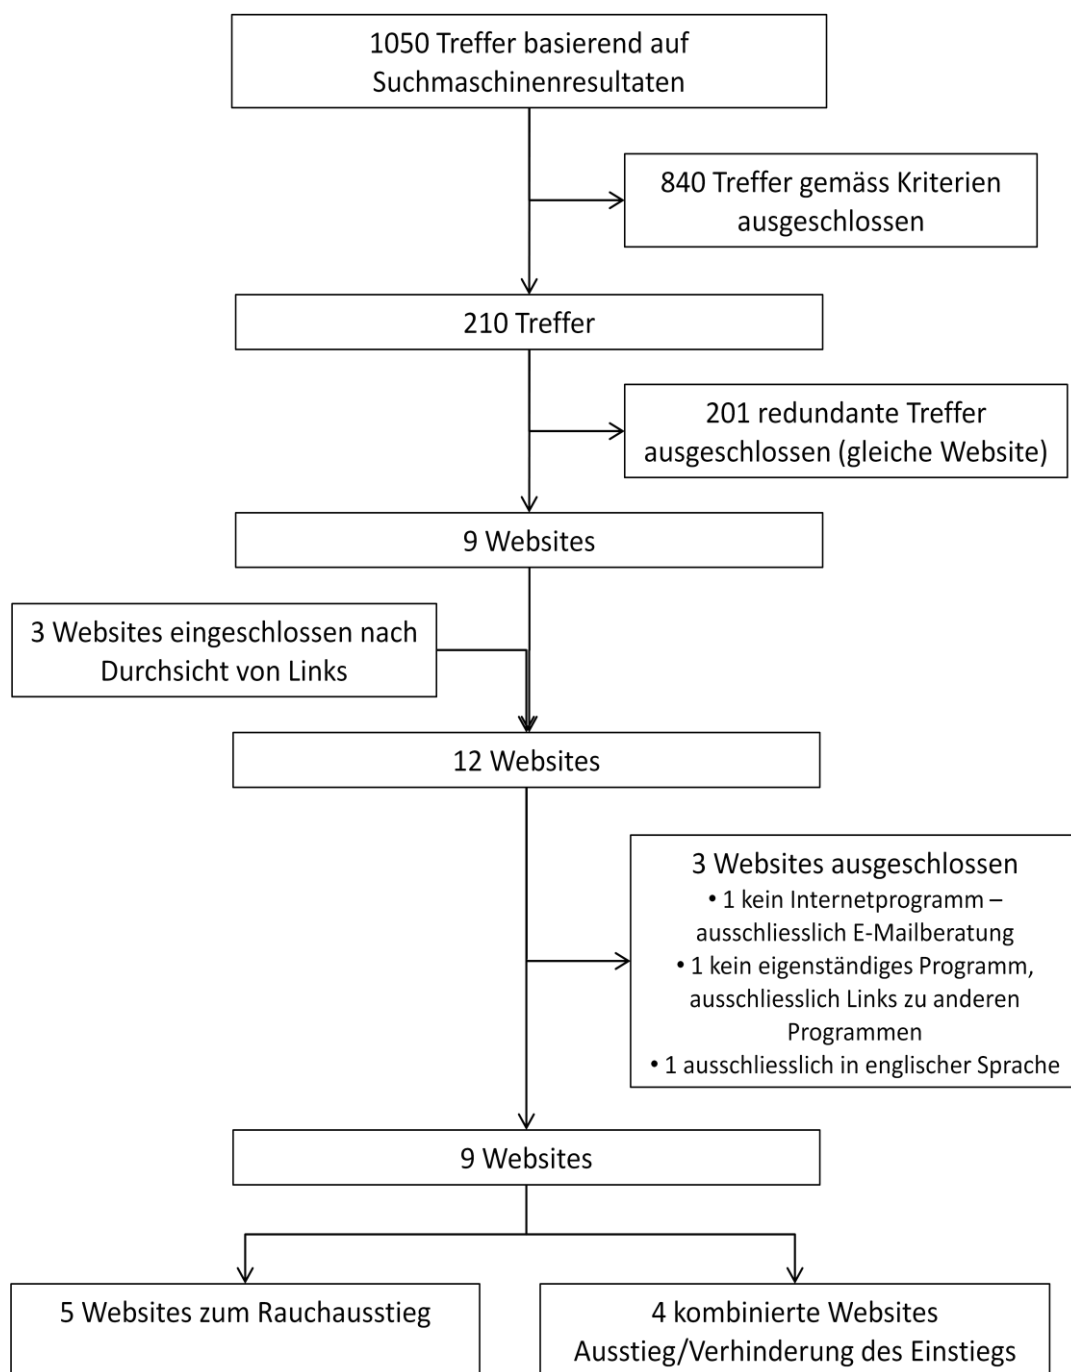 1050 Treffer basierend auf
Suchmaschinenresultaten
840 Treffer gemäss Kriterien
ausgeschlossen
210 Treffer
201 redundante Treffer
ausgeschlossen (gleiche Website)
9 Websites
3 Websites eingeschlossen nach
Durchsicht von Links
12 Websites
3 Websites ausgeschlossen
• 1 kein Internetprogramm –
ausschliesslich E-Mailberatung
• 1 kein eigenständiges Programm,
ausschliesslich Links zu anderen
Programmen
• 1 ausschliesslich in englischer Sprache
9 Websites
5 Websites zum Rauchausstieg
4 kombinierte Websites
Ausstieg/Verhinderung des Einstiegs